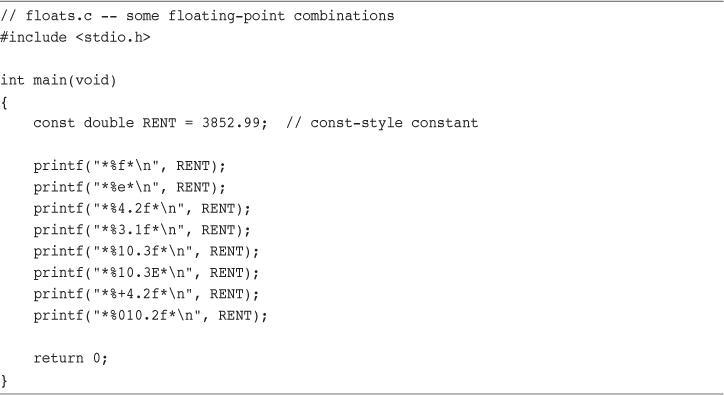 // floats.c -- some floating-point combinations
#include <stdio.h>
int main(void)
{
    const double RENT = 3852.99;  // const-style constant
    printf("*%f*\n", RENT);
    printf("*%e*\n", RENT);
    printf("*%4.2f*\n", RENT);
    printf("*%3.1f*\n", RENT);
    printf("*%10.3f*\n", RENT);
    printf("*%10.3E*\n", RENT);
    printf("*%+4.2f*\n", RENT);
    printf("*%010.2f*\n", RENT);
    return 0;
}